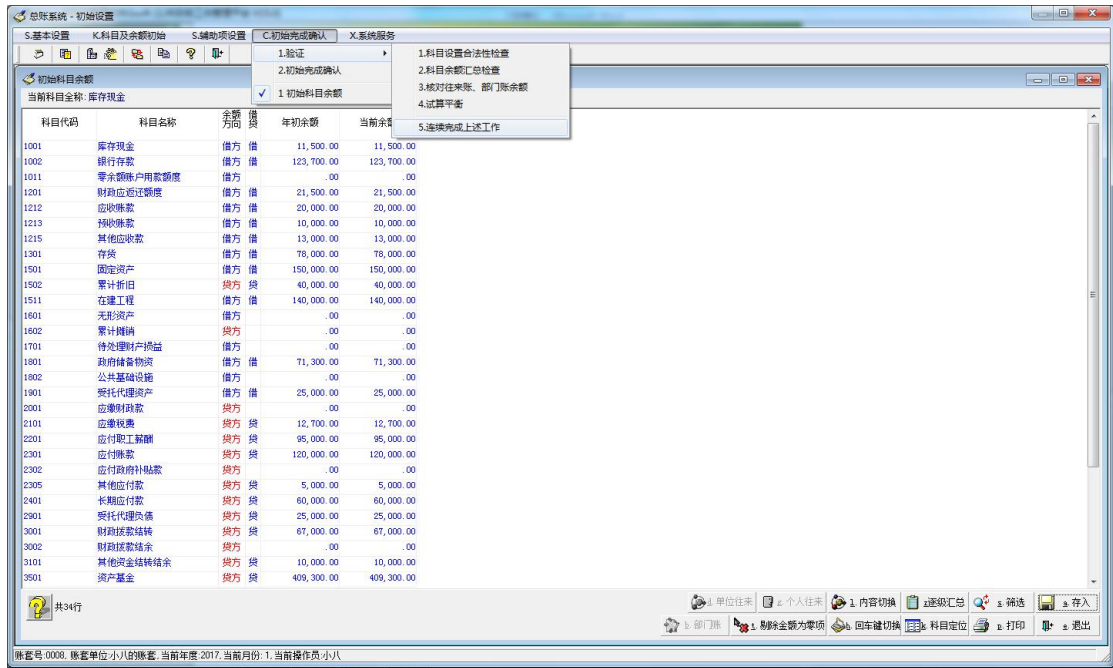 总账系统 - 初始设置
S.基本设置 K.科目及余额初始 S.辅助项设置 C.初始完成确认 X.系统服务
1.验证
2.初始完成确认
1 初始科目余额
1.科目设置合法性检查
2.科目余额汇总检查
3.核对往来账、部门账余额
4.试算平衡
5.连续完成上述工作
初始科目余额
当前科目全称: 库存现金
科目代码 科目名称 余额方向 借贷 年初余额 当前余
1001 库存现金 借方 借 11,500.00 11,500.00
1002 银行存款 借方 借 123,700.00 123,700.00
1011 零余额账户用款额度 借方 .00 .00
1201 财政应返还额度 借方 借 21,500.00 21,500.00
1212 应收账款 借方 借 20,000.00 20,000.00
1213 预收账款 借方 借 10,000.00 10,000.00
1215 其他应收款 借方 借 13,000.00 13,000.00
1301 存货 借方 借 78,000.00 78,000.00
1501 固定资产 借方 借 150,000.00 150,000.00
1502 累计折旧 贷方 贷 40,000.00 40,000.00
1511 在建工程 借方 借 140,000.00 140,000.00
1601 无形资产 借方 .00 .00
1602 累计摊销 贷方 .00 .00
1701 待处理财产损益 借方 .00 .00
1801 政府储备物资 借方 借 71,300.00 71,300.00
1802 公共基础设施 借方 .00 .00
1901 受托代理资产 借方 借 25,000.00 25,000.00
2001 应缴财政款 贷方 .00 .00
2101 应缴税费 贷方 贷 12,700.00 12,700.00
2201 应付职工薪酬 贷方 贷 95,000.00 95,000.00
2301 应付账款 贷方 贷 120,000.00 120,000.00
2302 应付政府补贴款 贷方 .00 .00
2305 其他应付款 贷方 贷 5,000.00 5,000.00
2401 长期应付款 贷方 贷 60,000.00 60,000.00
2901 受托代理负债 贷方 贷 25,000.00 25,000.00
3001 财政拨款结转 贷方 贷 67,000.00 67,000.00
3002 财政拨款结余 贷方 .00 .00
3101 其他资金结转结余 贷方 贷 10,000.00 10,000.00
3501 资产基金 贷方 贷 409,300.00 409,300.00
共34行
单位往来 个人往来 内容切换 逐级汇总 筛选 存入
部门账 剔除金额为零项 回车键切换 科目定位 打印 退出
账套号:0008, 账套单位:小八的账套, 当前年度:2017, 当前月份: 1, 当前操作员:小八